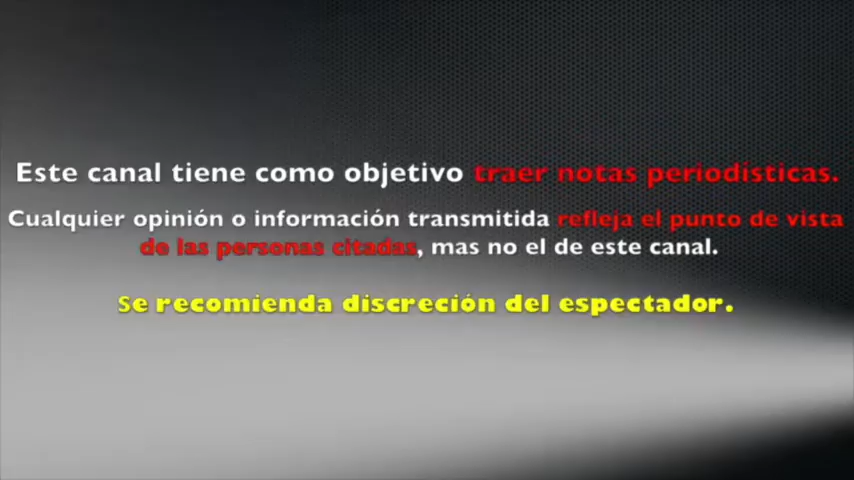 Este canal tiene como objetivo traer notas periodisticas.
Cualquier opinión o información transmitida refleja el punto de vista
de las personas citadas, mas no el de este canal.
Se recomienda discreción del espectador.